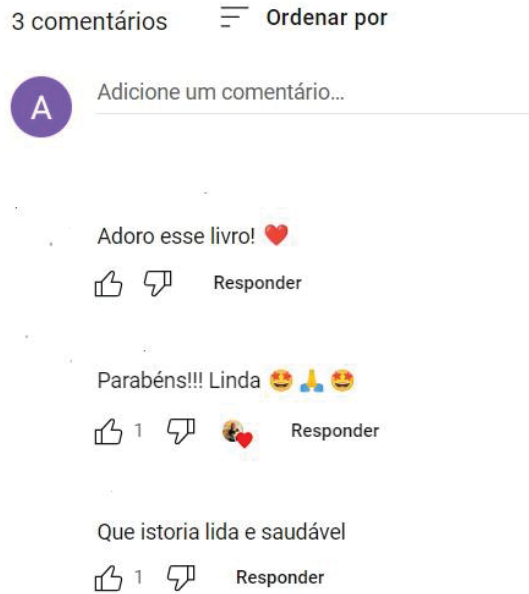 3 comentários Ordenar por
A Adicione um comentário...
Adoro esse livro! ❤️
Responder
Parabéns!!! Linda 🤩🙏🤩
1 Responder
Que istoria lida e saudável
1 Responder